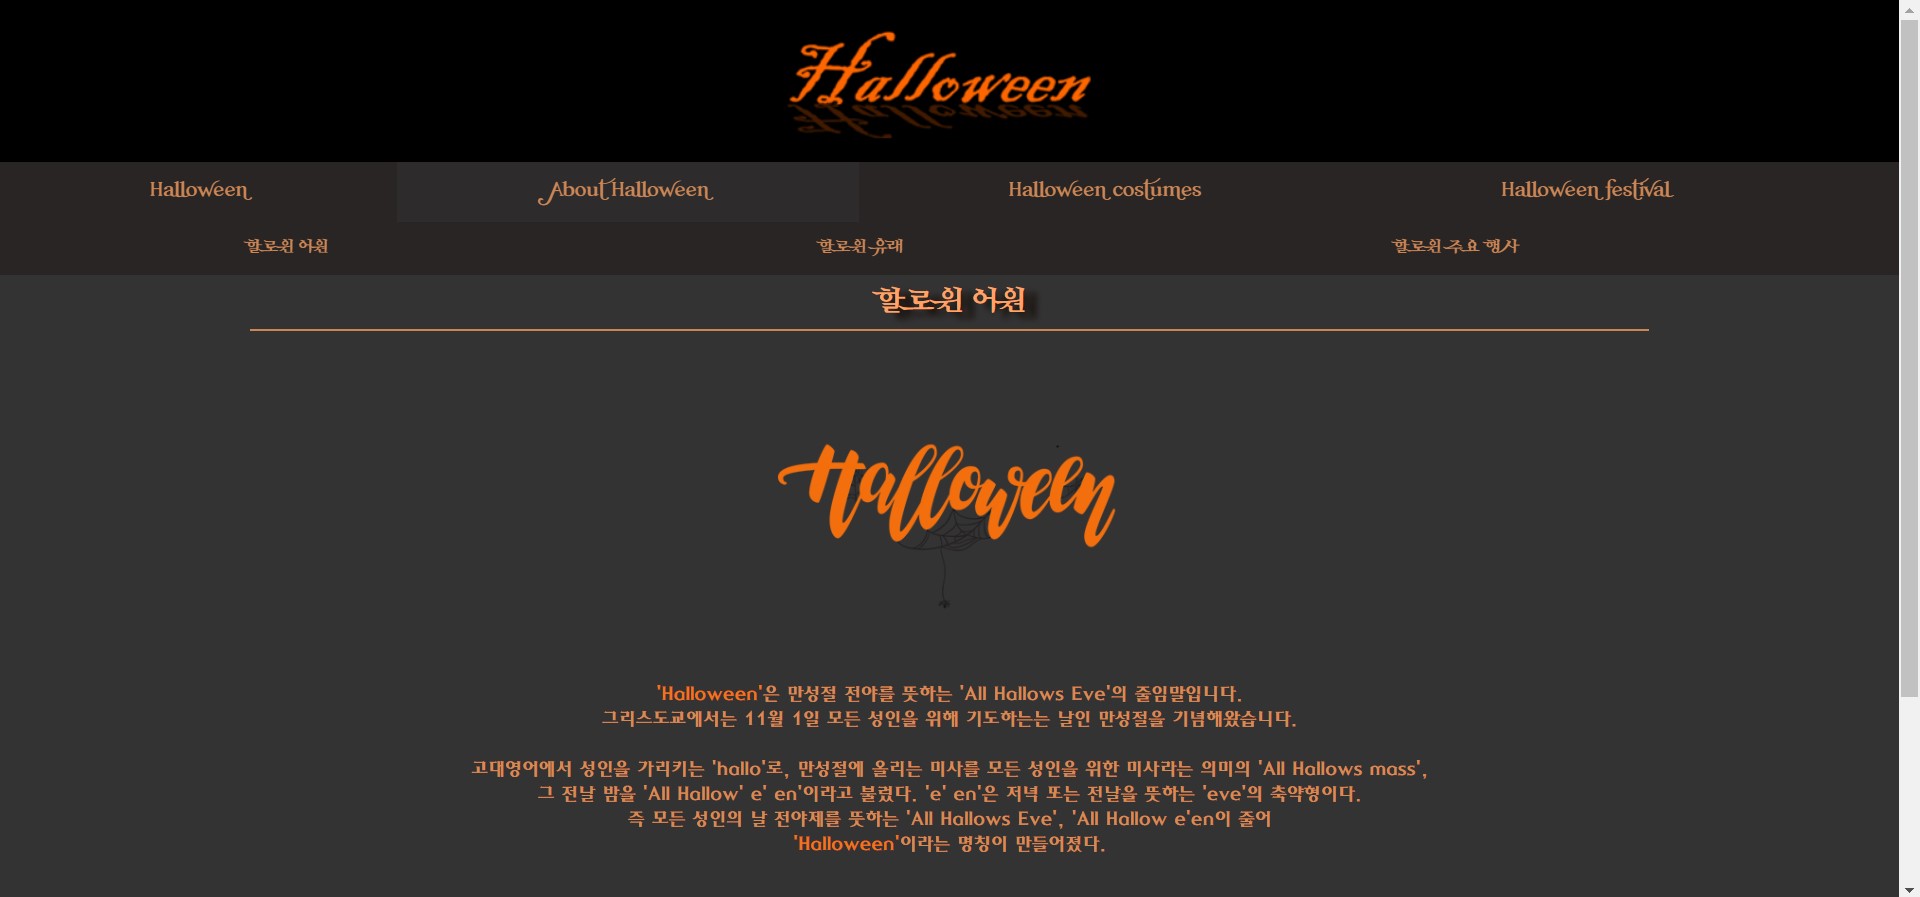 Halloween
Halloween About Halloween Halloween costumes Halloween festival
할로윈 어원 할로윈 유래 할로윈 주요 행사
할로윈 어원
Halloween
'Halloween'은 만성절 전야를 뜻하는 'All Hallows Eve'의 줄임말입니다.
그리스도교에서는 11월 1일 모든 성인을 위해 기도하는는 날인 만성절을 기념해왔습니다.
고대영어에서 성인을 가리키는 'hallo'로, 만성절에 올리는 미사를 모든 성인을 위한 미사라는 의미의 'All Hallows mass',
그 전날 밤을 'All Hallow' e' en'이라고 불렀다. 'e' en'은 저녁 또는 전날을 뜻하는 'eve'의 축약형이다.
즉 모든 성인의 날 전야제를 뜻하는 'All Hallows Eve', 'All Hallow e'en이 줄어
'Halloween'이라는 명칭이 만들어졌다.